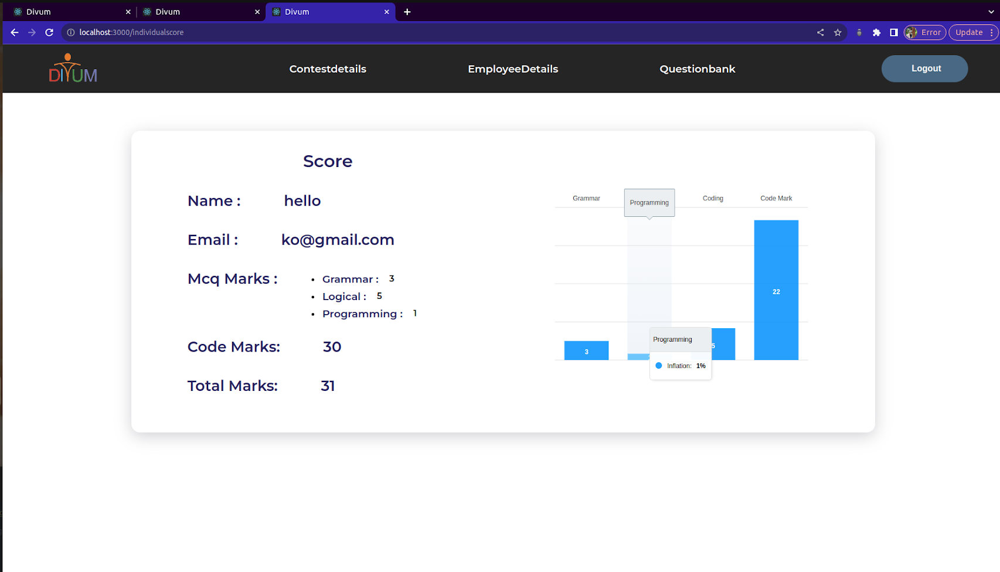 Divum
Divum
Divum
localhost:3000/individualscore
Error
Update
DIVUM
Contestdetails
EmployeeDetails
Questionbank
Logout
Score
Name : hello
Email : ko@gmail.com
Mcq Marks :
• Grammar : 3
• Logical : 5
• Programming : 1
Code Marks: 30
Total Marks: 31
Grammar
Programming
Coding
Code Mark
22
3
5
Programming
Inflation: 1%